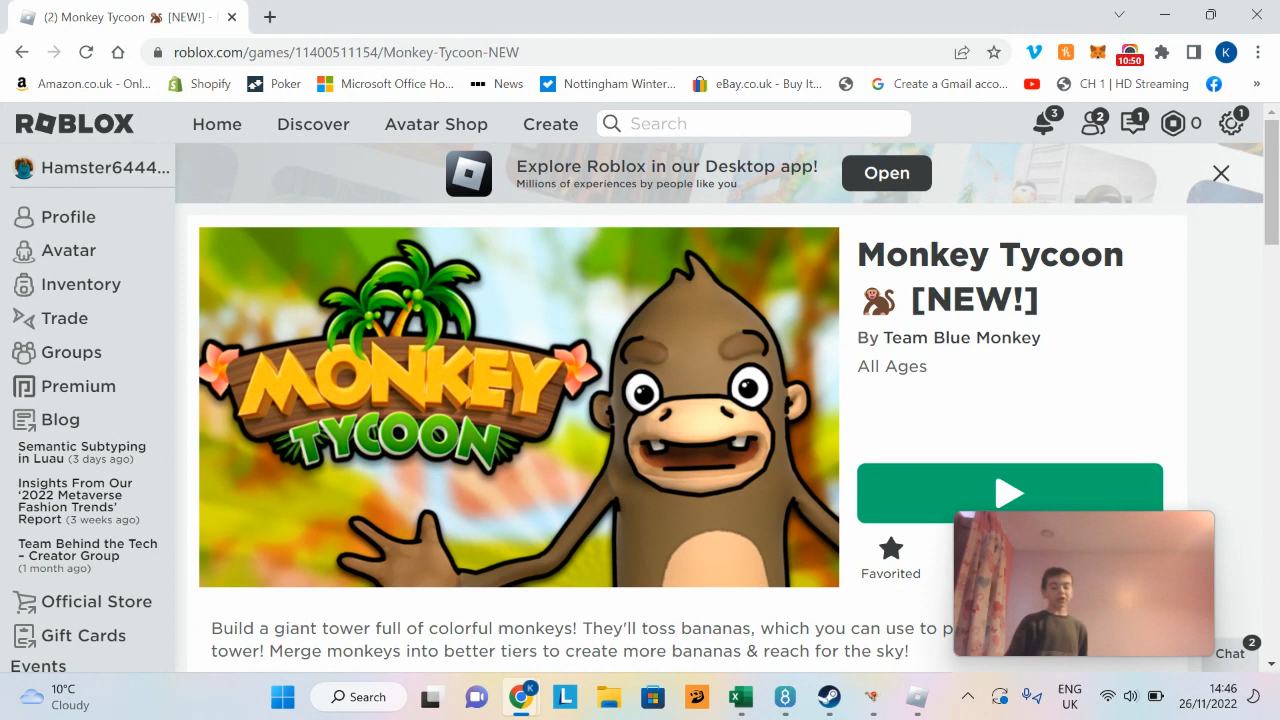 (2) Monkey Tycoon 🐒 [NEW!] -
roblox.com/games/11400511154/Monkey-Tycoon-NEW
10:50
K
Amazon.co.uk - Onl...
Shopify
Poker
Microsoft Office Ho...
News
Nottingham Winter...
eBay.co.uk - Buy It...
Create a Gmail acco...
CH 1 | HD Streaming
»
ROBLOX
Home
Discover
Avatar Shop
Create
Search
3
2
1
0
1
Hamster6444...
Explore Roblox in our Desktop app!
Millions of experiences by people like you
Open
Profile
Avatar
Inventory
Trade
Groups
Premium
Blog
Semantic Subtyping
in Luau (3 days ago)
Insights From Our
‘2022 Metaverse
Fashion Trends’
Report (3 weeks ago)
Team Behind the Tech
– Creator Group
(1 month ago)
Official Store
Gift Cards
Events
MONKEY
TYCOON
Monkey Tycoon
🐒 [NEW!]
By Team Blue Monkey
All Ages
Favorited
Build a giant tower full of colorful monkeys! They'll toss bananas, which you can use to
tower! Merge monkeys into better tiers to create more bananas & reach for the sky!
Chat
2
10°C
Cloudy
Search
K
L
8
ENG
UK
14:46
26/11/2022